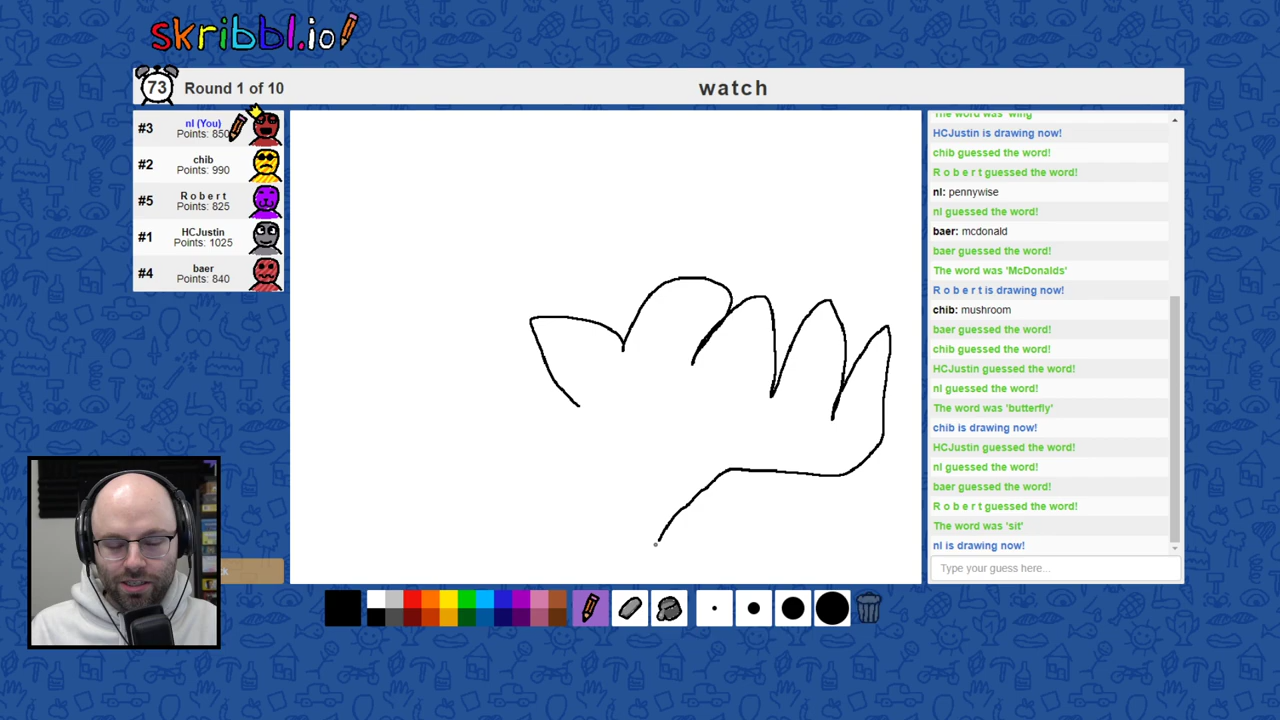 skribbl.io!
73
Round 1 of 10
watch
#3
nl (You)
Points: 850
#2
chib
Points: 990
#5
R o b e r t
Points: 825
#1
HCJustin
Points: 1025
#4
baer
Points: 840
The word was 'wing'
HCJustin is drawing now!
chib guessed the word!
R o b e r t guessed the word!
nl: pennywise
nl guessed the word!
baer: mcdonald
baer guessed the word!
The word was 'McDonalds'
R o b e r t is drawing now!
chib: mushroom
baer guessed the word!
chib guessed the word!
HCJustin guessed the word!
nl guessed the word!
The word was 'butterfly'
chib is drawing now!
HCJustin guessed the word!
nl guessed the word!
baer guessed the word!
R o b e r t guessed the word!
The word was 'sit'
nl is drawing now!
Type your guess here...